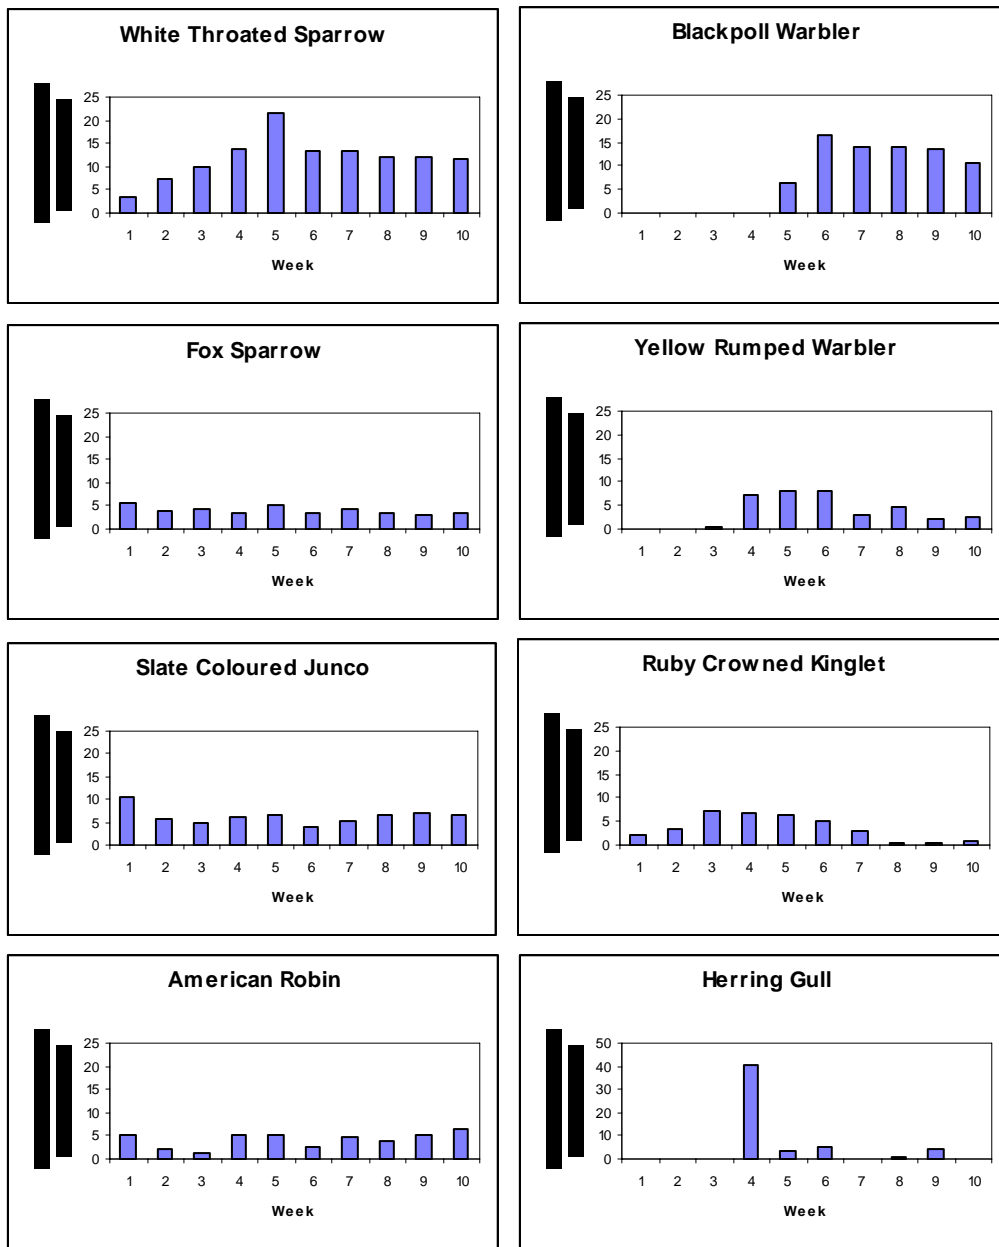 White Throated Sparrow
25
20
15
10
5
0
1 2 3 4 5 6 7 8 9 10
Week
Blackpoll Warbler
25
20
15
10
5
0
1 2 3 4 5 6 7 8 9 10
Week
Fox Sparrow
25
20
15
10
5
0
1 2 3 4 5 6 7 8 9 10
Week
Yellow Rumped Warbler
25
20
15
10
5
0
1 2 3 4 5 6 7 8 9 10
Week
Slate Coloured Junco
25
20
15
10
5
0
1 2 3 4 5 6 7 8 9 10
Week
Ruby Crowned Kinglet
25
20
15
10
5
0
1 2 3 4 5 6 7 8 9 10
Week
American Robin
25
20
15
10
5
0
1 2 3 4 5 6 7 8 9 10
Week
Herring Gull
50
40
30
20
10
0
1 2 3 4 5 6 7 8 9 10
Week